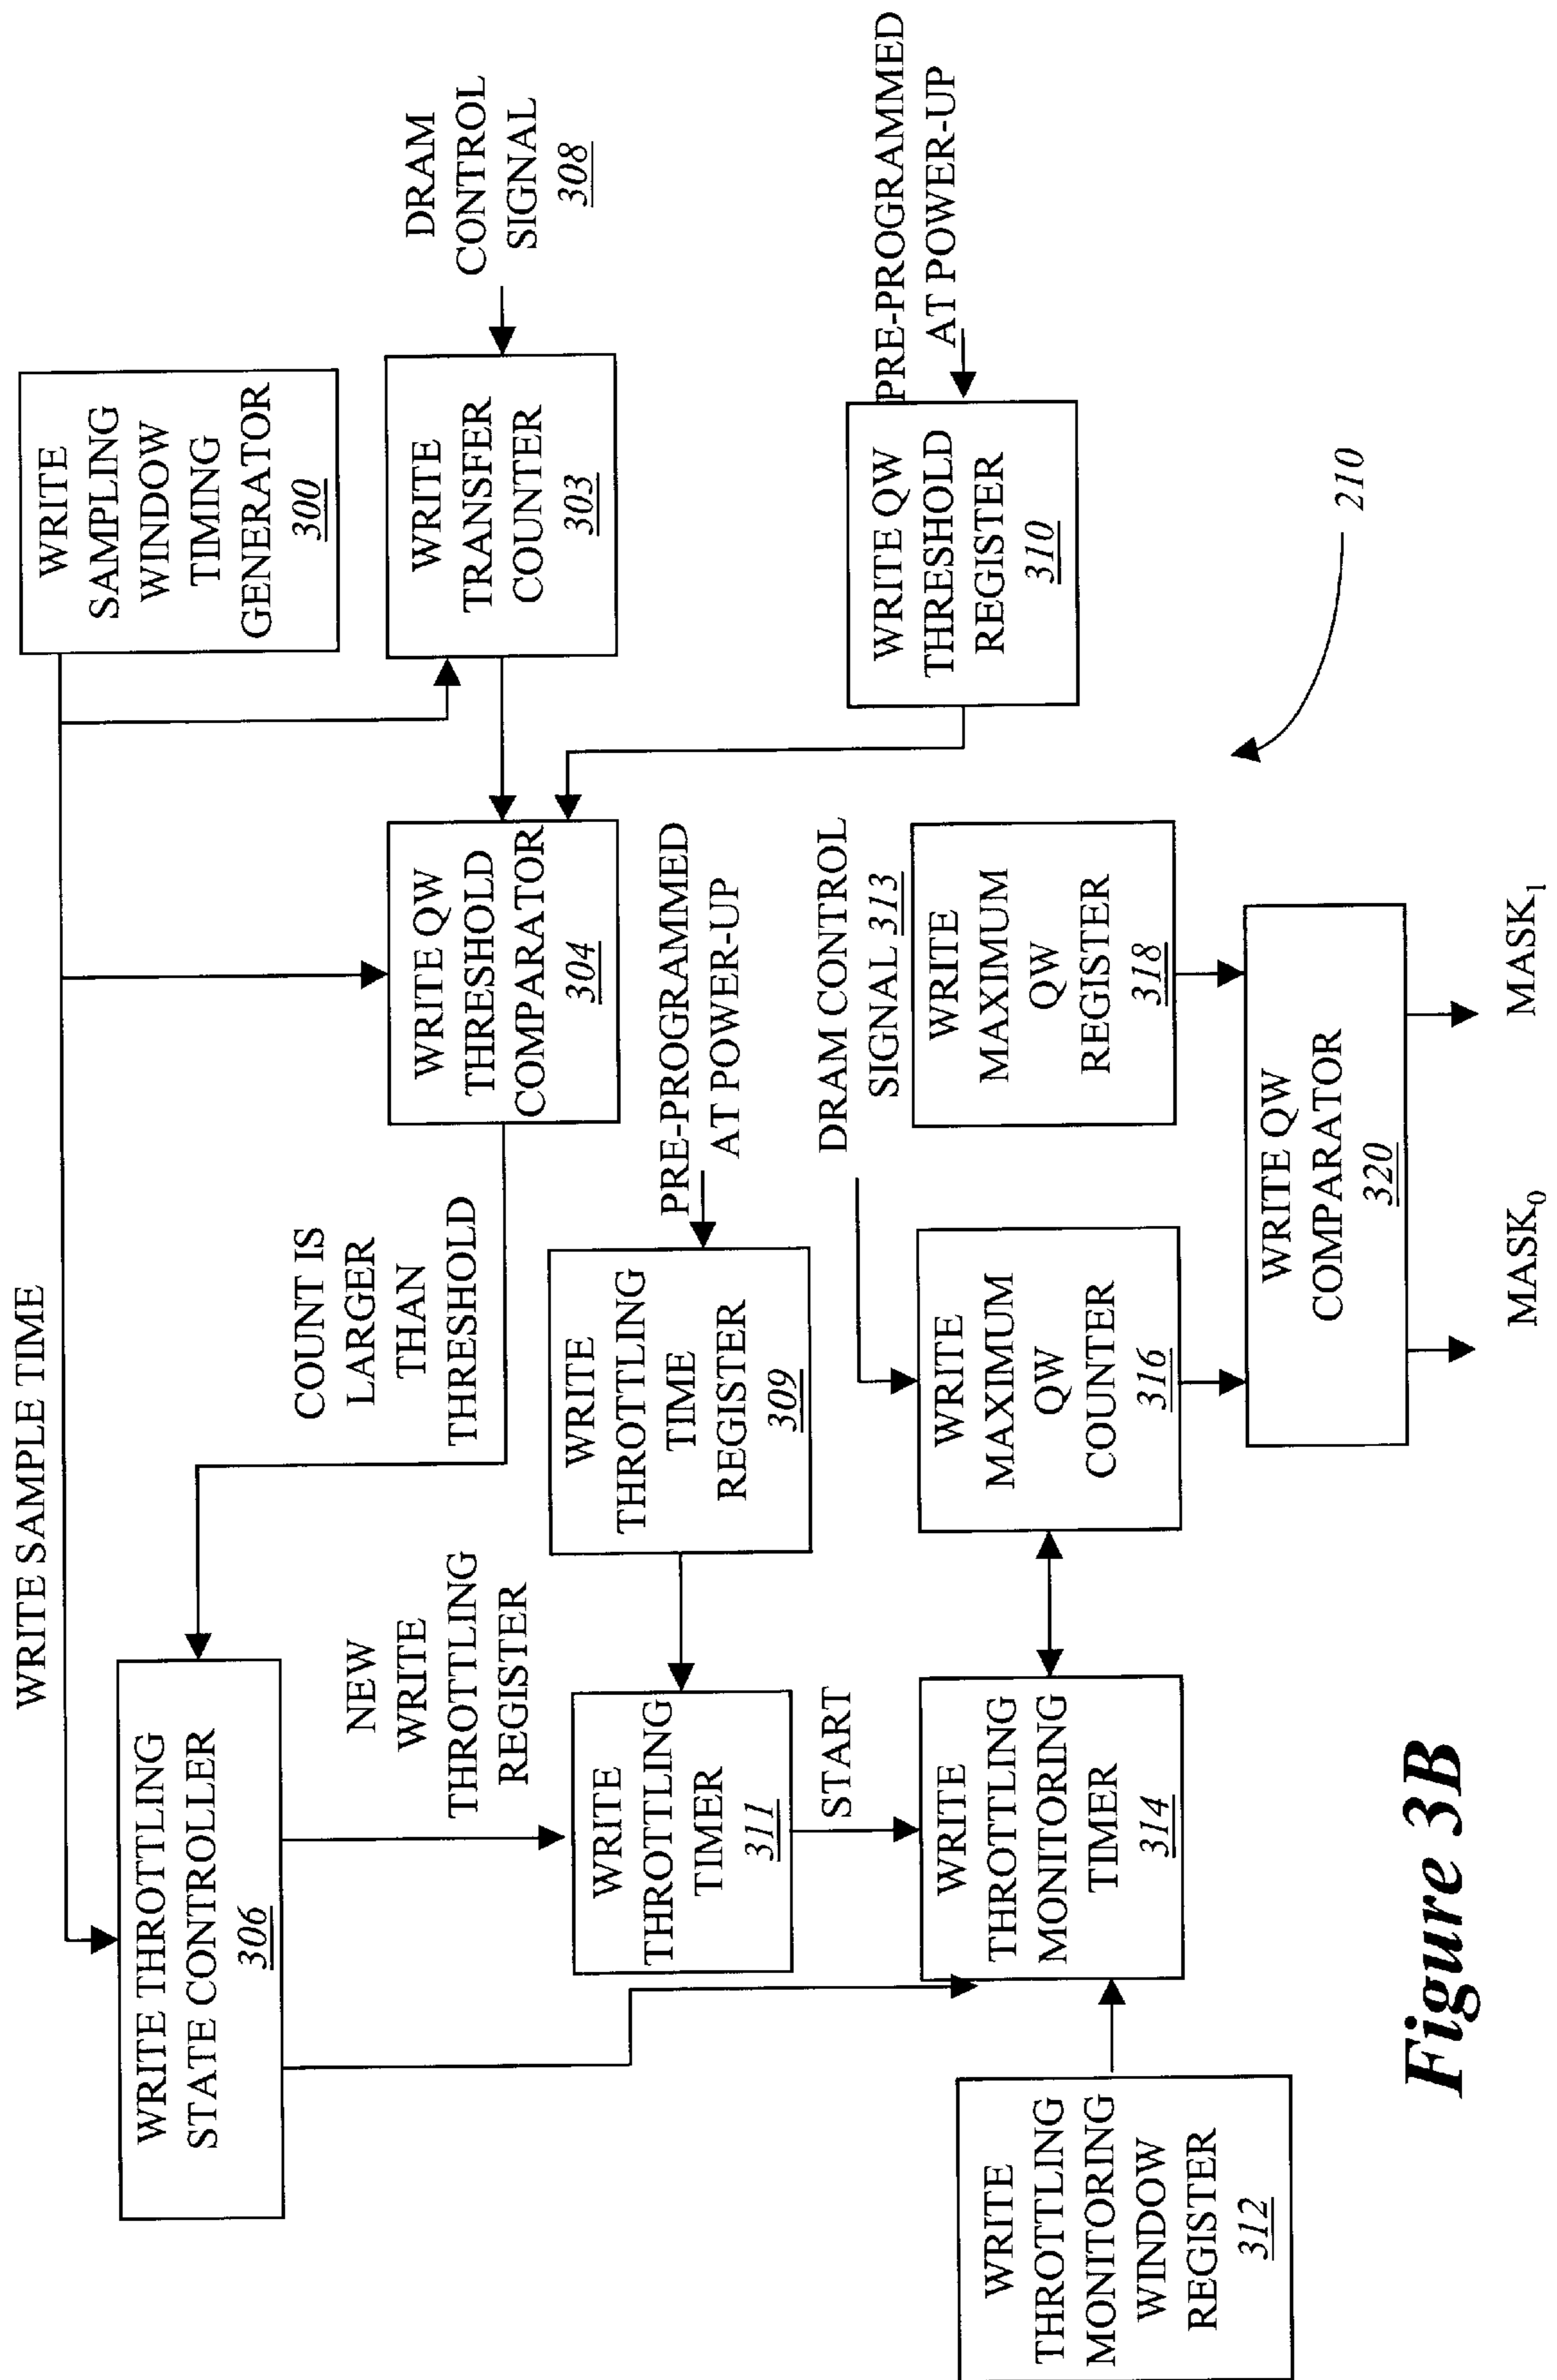 WRITE SAMPLE TIME
WRITE
SAMPLING
WINDOW
TIMING
GENERATOR
300
WRITE THROTTLING
STATE CONTROLLER
306
COUNT IS
LARGER
THAN
THRESHOLD
WRITE QW
THRESHOLD
COMPARATOR
304
WRITE
TRANSFER
COUNTER
303
DRAM
CONTROL
SIGNAL
308
NEW
WRITE
THROTTLING
REGISTER
WRITE
THROTTLING
TIME
REGISTER
309
PRE-PROGRAMMED
AT POWER-UP
WRITE QW
THRESHOLD
REGISTER
310
PRE-PROGRAMMED
AT POWER-UP
WRITE
THROTTLING
TIMER
311
START
DRAM CONTROL
SIGNAL 313
WRITE
THROTTLING
MONITORING
WINDOW
REGISTER
312
WRITE
THROTTLING
MONITORING
TIMER
314
WRITE
MAXIMUM
QW
COUNTER
316
WRITE
MAXIMUM
QW
REGISTER
318
210
WRITE QW
COMPARATOR
320
MASK0
MASK1
Figure 3B